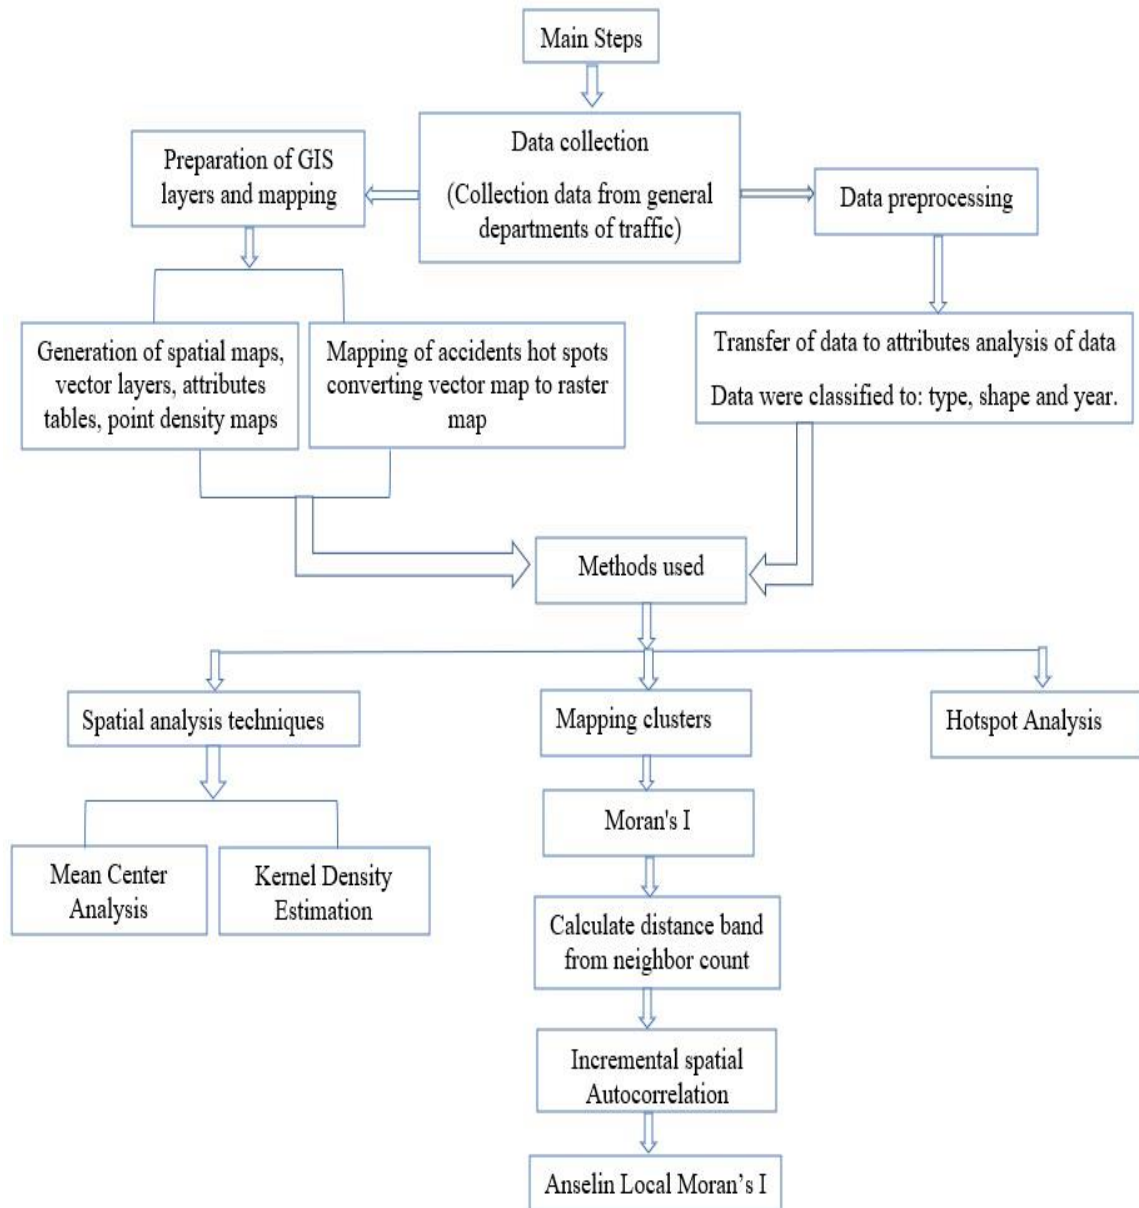 Main Steps
Data collection
(Collection data from general
departments of traffic)
Preparation of GIS
layers and mapping
Data preprocessing
Generation of spatial maps,
vector layers, attributes
tables, point density maps
Mapping of accidents hot spots
converting vector map to raster
map
Transfer of data to attributes analysis of data
Data were classified to: type, shape and year.
Methods used
Spatial analysis techniques
Mapping clusters
Hotspot Analysis
Mean Center
Analysis
Kernel Density
Estimation
Moran's I
Calculate distance band
from neighbor count
Incremental spatial
Autocorrelation
Anselin Local Moran’s I